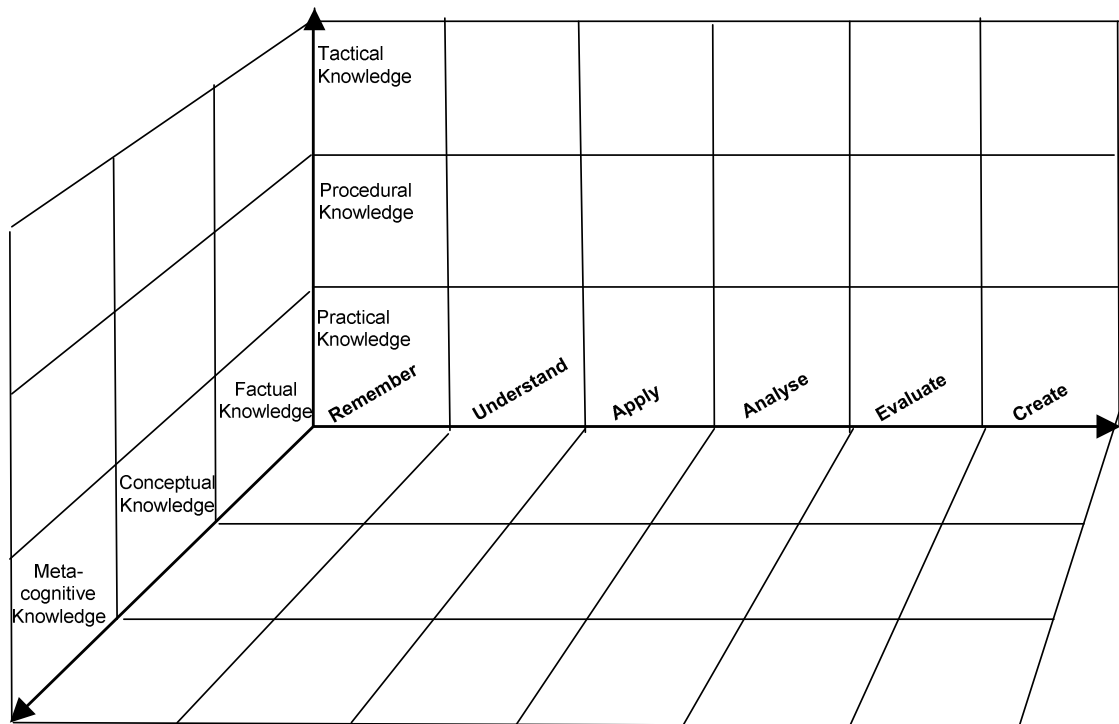 Tactical
Knowledge
Procedural
Knowledge
Practical
Knowledge
Factual
Knowledge
Conceptual
Knowledge
Meta-
cognitive
Knowledge
Remember
Understand
Apply
Analyse
Evaluate
Create